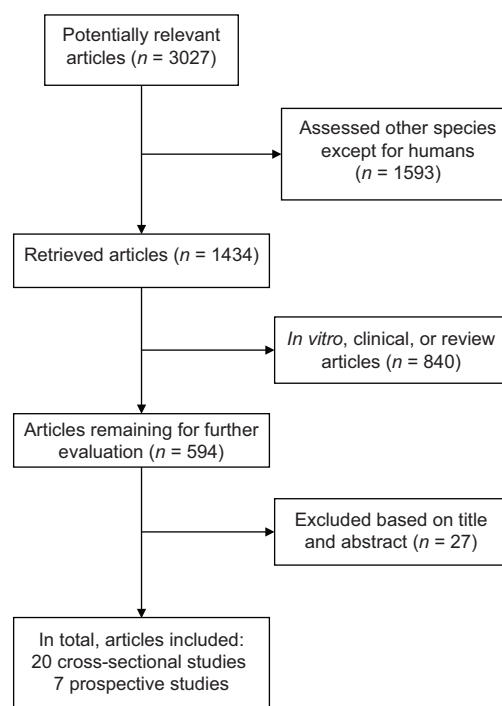 Potentially relevant
articles (n = 3027)
Assessed other species
except for humans
(n = 1593)
Retrieved articles (n = 1434)
In vitro, clinical, or review
articles (n = 840)
Articles remaining for further
evaluation (n = 594)
Excluded based on title
and abstract (n = 27)
In total, articles included:
20 cross-sectional studies
7 prospective studies